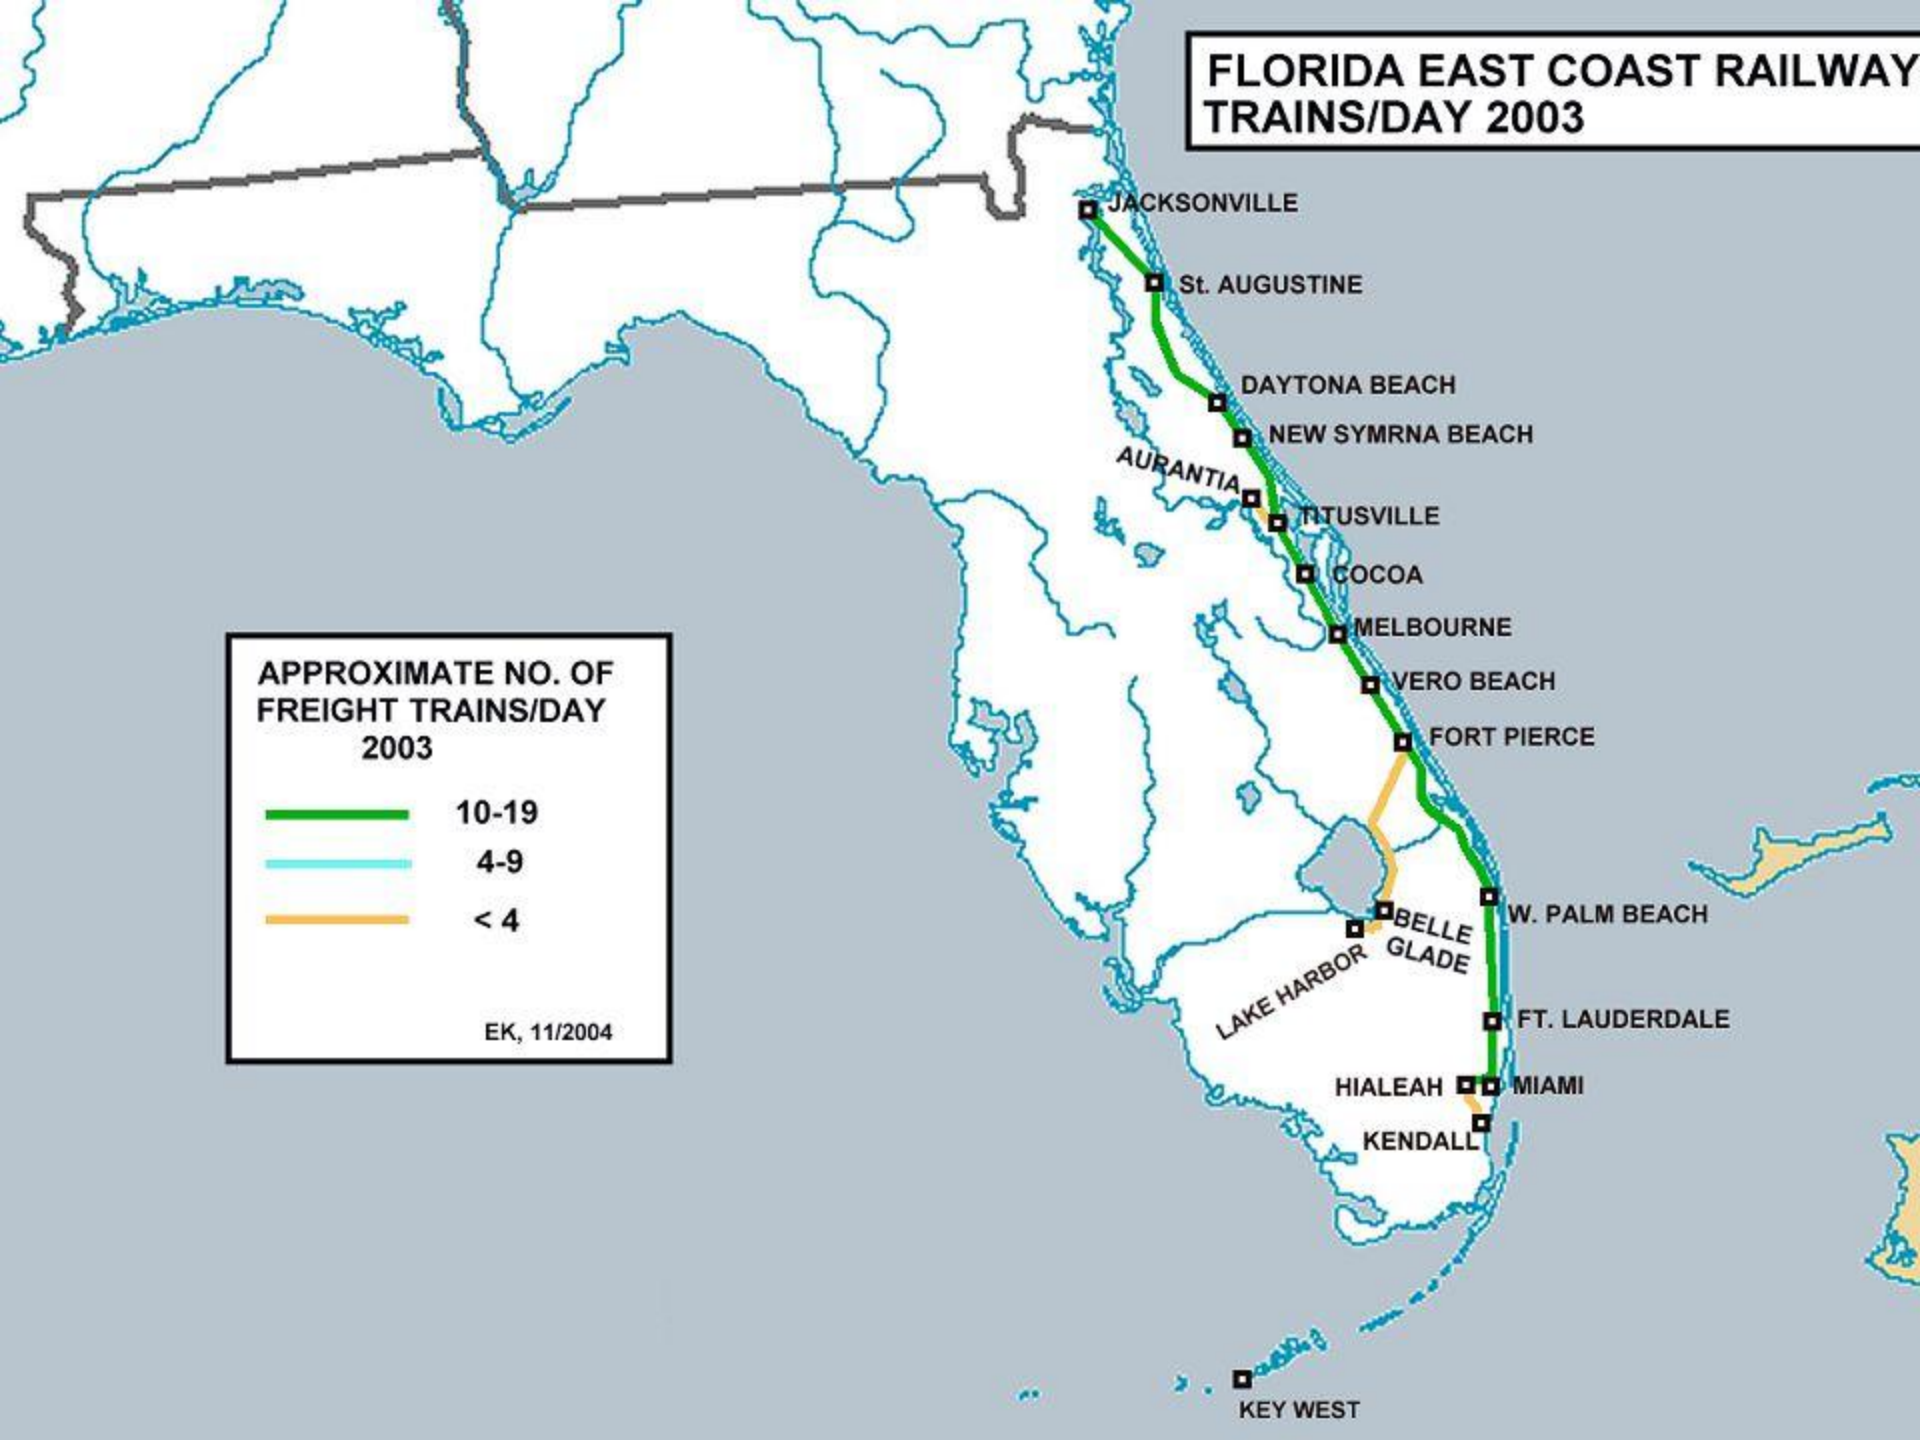 FLORIDA EAST COAST RAILWAY
TRAINS/DAY 2003
JACKSONVILLE
St. AUGUSTINE
DAYTONA BEACH
NEW SYMRNA BEACH
AURANTIA
TITUSVILLE
COCOA
MELBOURNE
VERO BEACH
FORT PIERCE
W. PALM BEACH
BELLE
GLADE
LAKE HARBOR
FT. LAUDERDALE
HIALEAH
MIAMI
KENDALL
KEY WEST
APPROXIMATE NO. OF
FREIGHT TRAINS/DAY
2003
10-19
4-9
< 4
EK, 11/2004